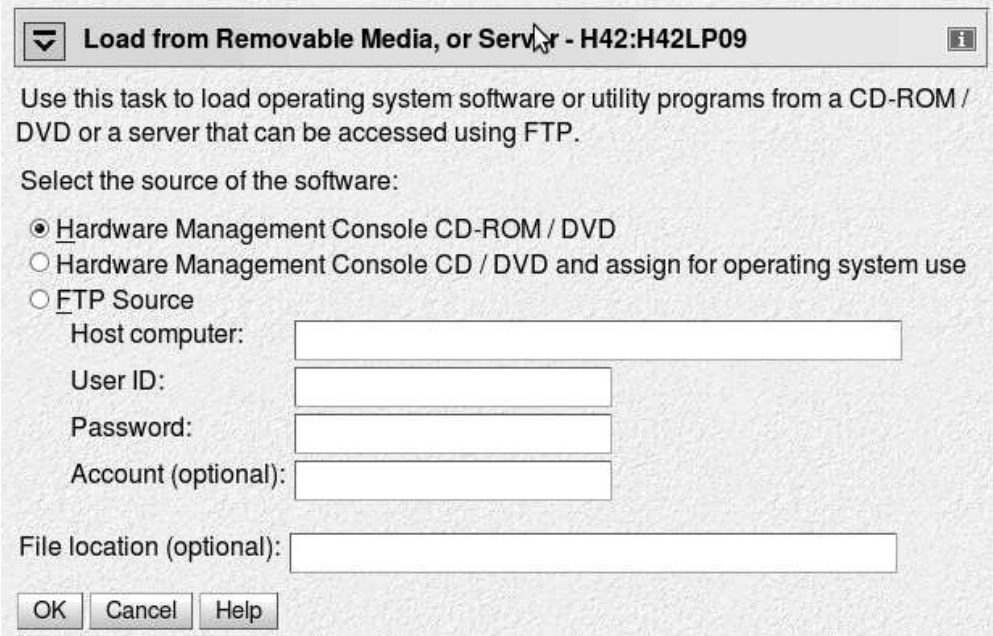 Load from Removable Media, or Server - H42:H42LP09
Use this task to load operating system software or utility programs from a CD-ROM /
DVD or a server that can be accessed using FTP.
Select the source of the software:
Hardware Management Console CD-ROM / DVD
Hardware Management Console CD / DVD and assign for operating system use
FTP Source
Host computer:
User ID:
Password:
Account (optional):
File location (optional):
OK Cancel Help